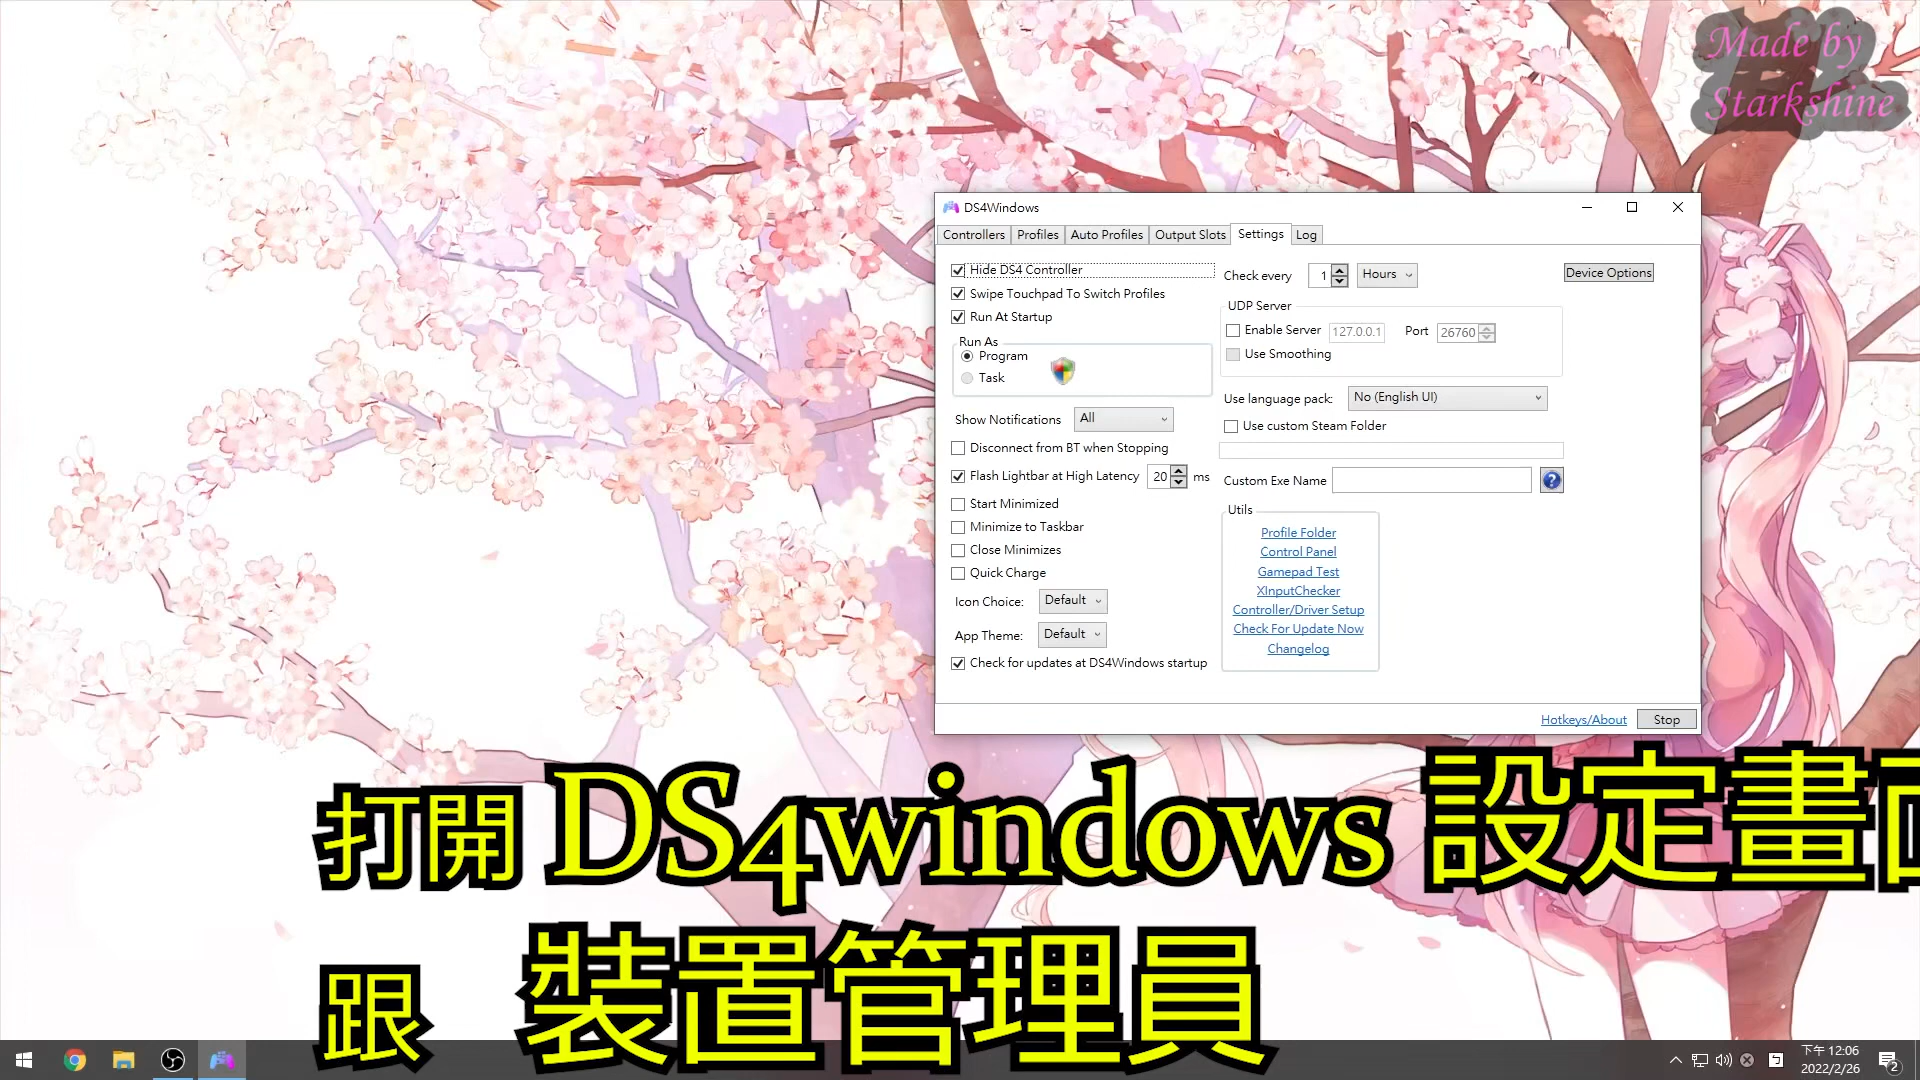 Made by
Starkshine
DS4Windows
Controllers Profiles Auto Profiles Output Slots Settings Log
Hide DS4 Controller
Swipe Touchpad To Switch Profiles
Run At Startup
Run As
Program
Task
Show Notifications All
Disconnect from BT when Stopping
Flash Lightbar at High Latency 20 ms
Start Minimized
Minimize to Taskbar
Close Minimizes
Quick Charge
Icon Choice: Default
App Theme: Default
Check for updates at DS4Windows startup
Check every 1 Hours
Device Options
UDP Server
Enable Server 127.0.0.1 Port 26760
Use Smoothing
Use language pack: No (English UI)
Use custom Steam Folder
Custom Exe Name
Utils
Profile Folder
Control Panel
Gamepad Test
XInputChecker
Controller/Driver Setup
Check For Update Now
Changelog
Hotkeys/About Stop
打開 DS4windows 設定畫面
跟 裝置管理員
下午 12:06
2022/2/26
2